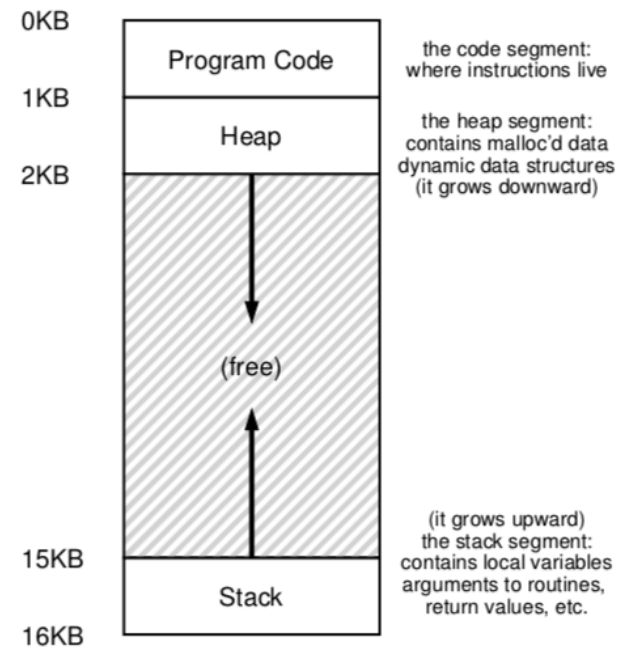 0KB
Program Code
the code segment:
where instructions live
1KB
Heap
the heap segment:
contains malloc'd data
dynamic data structures
(it grows downward)
2KB
(free)
(it grows upward)
the stack segment:
contains local variables
arguments to routines,
return values, etc.
15KB
Stack
16KB